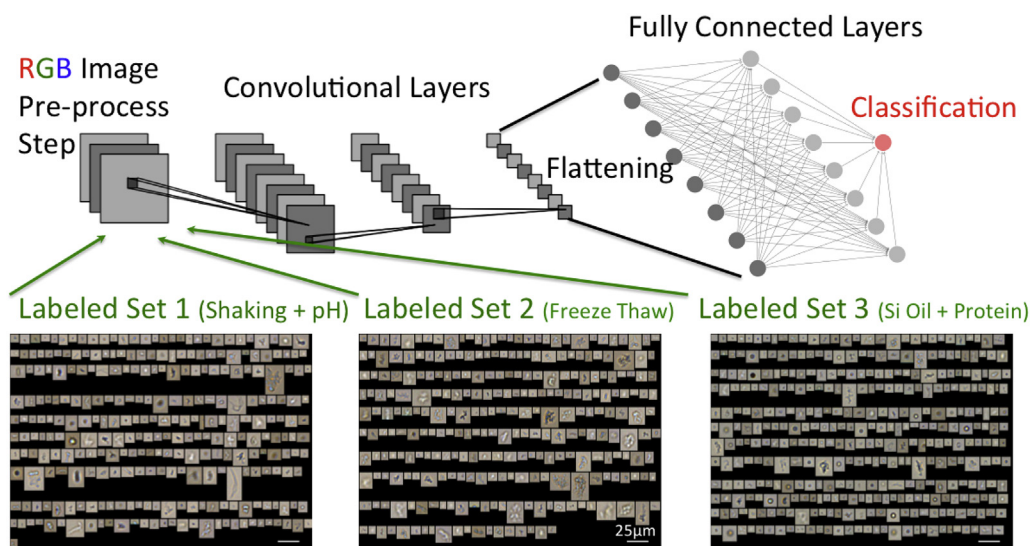 Fully Connected Layers
RGB Image
Pre-process
Step
Convolutional Layers
Classification
Flattening
Labeled Set 1 (Shaking + pH)
Labeled Set 2 (Freeze Thaw)
Labeled Set 3 (Si Oil + Protein)
25μm